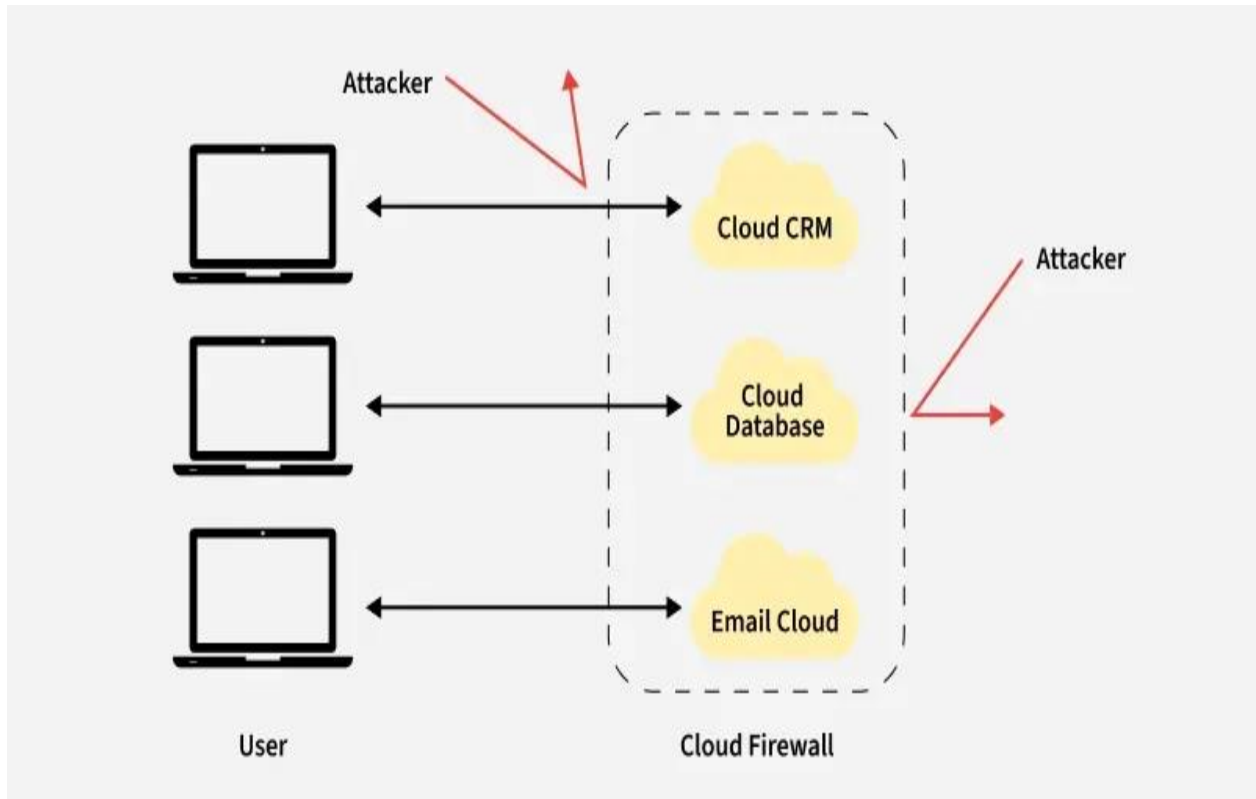 Attacker
Cloud CRM
Attacker
Cloud
Database
Email Cloud
User
Cloud Firewall